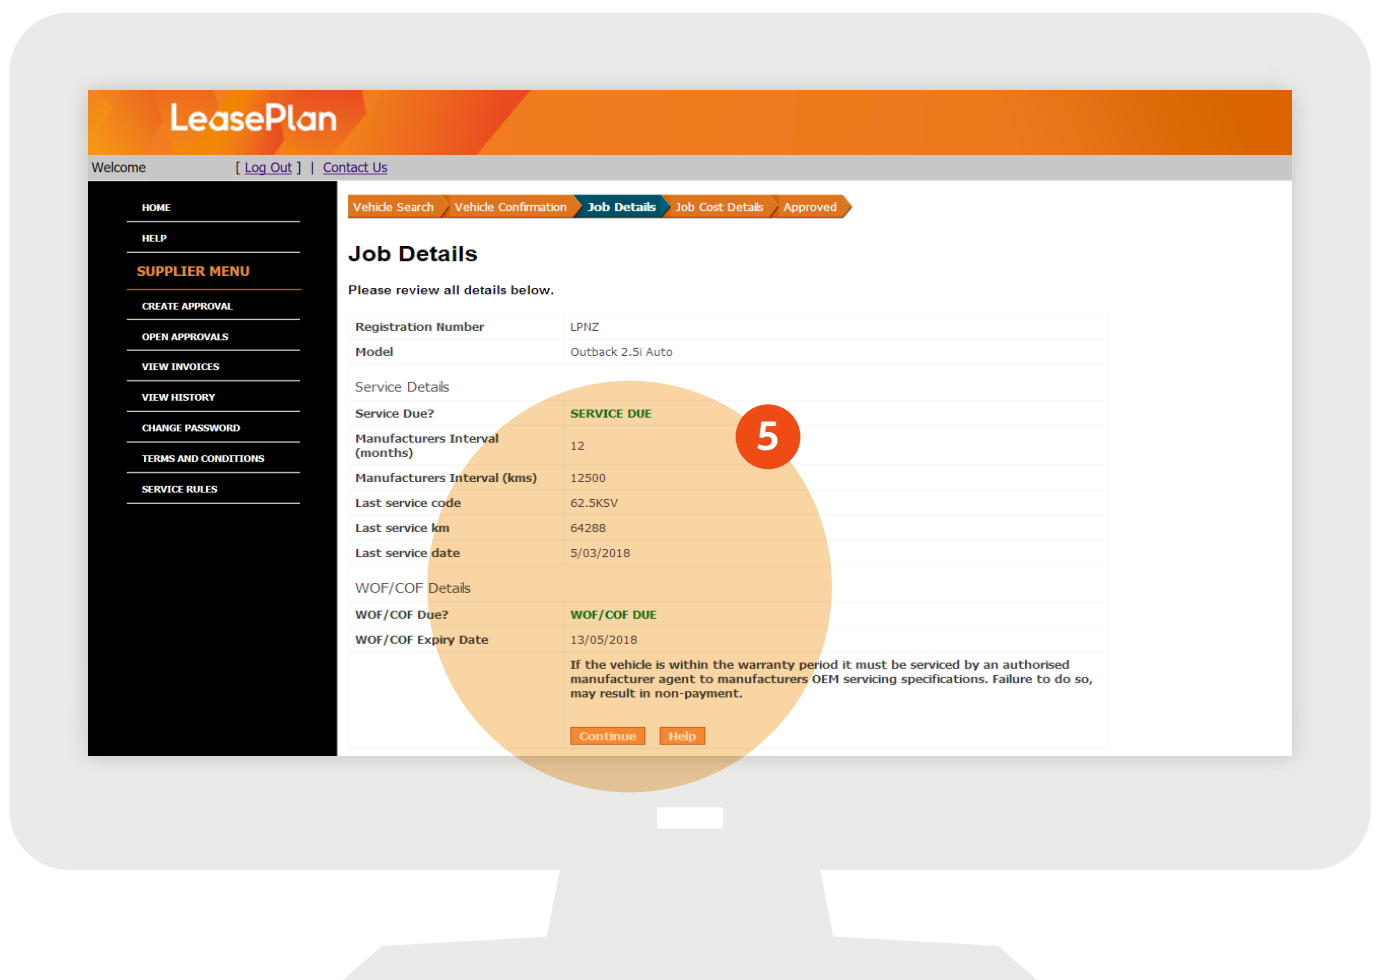 LeasePlan
Welcome [ Log Out ] | Contact Us
HOME
HELP
SUPPLIER MENU
CREATE APPROVAL
OPEN APPROVALS
VIEW INVOICES
VIEW HISTORY
CHANGE PASSWORD
TERMS AND CONDITIONS
SERVICE RULES
Vehicle Search Vehicle Confirmation Job Details Job Cost Details Approved
Job Details
Please review all details below.
Registration Number LPNZ
Model Outback 2.5i Auto
Service Details
Service Due? SERVICE DUE
5
Manufacturers Interval
(months) 12
Manufacturers Interval (kms) 12500
Last service code 62.5KSV
Last service km 64288
Last service date 5/03/2018
WOF/COF Details
WOF/COF Due? WOF/COF DUE
WOF/COF Expiry Date 13/05/2018
If the vehicle is within the warranty period it must be serviced by an authorised
manufacturer agent to manufacturers OEM servicing specifications. Failure to do so,
may result in non-payment.
Continue Help